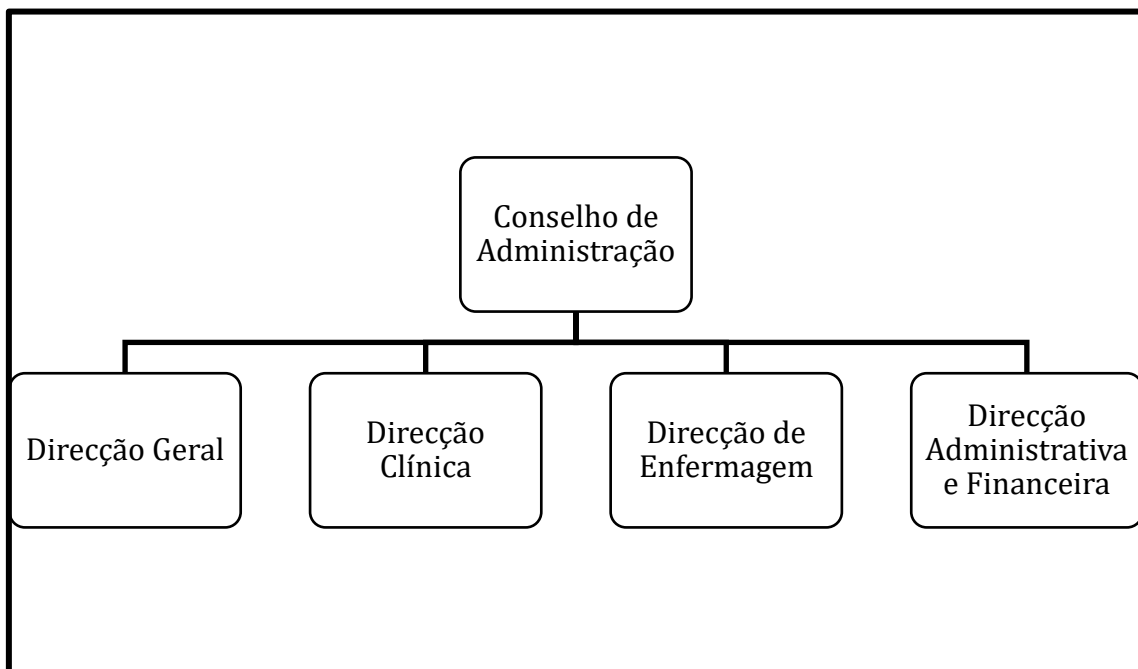 Conselho de
Administração
Direcção Geral
Direcção
Clínica
Direcção de
Enfermagem
Direcção
Administrativa
e Financeira